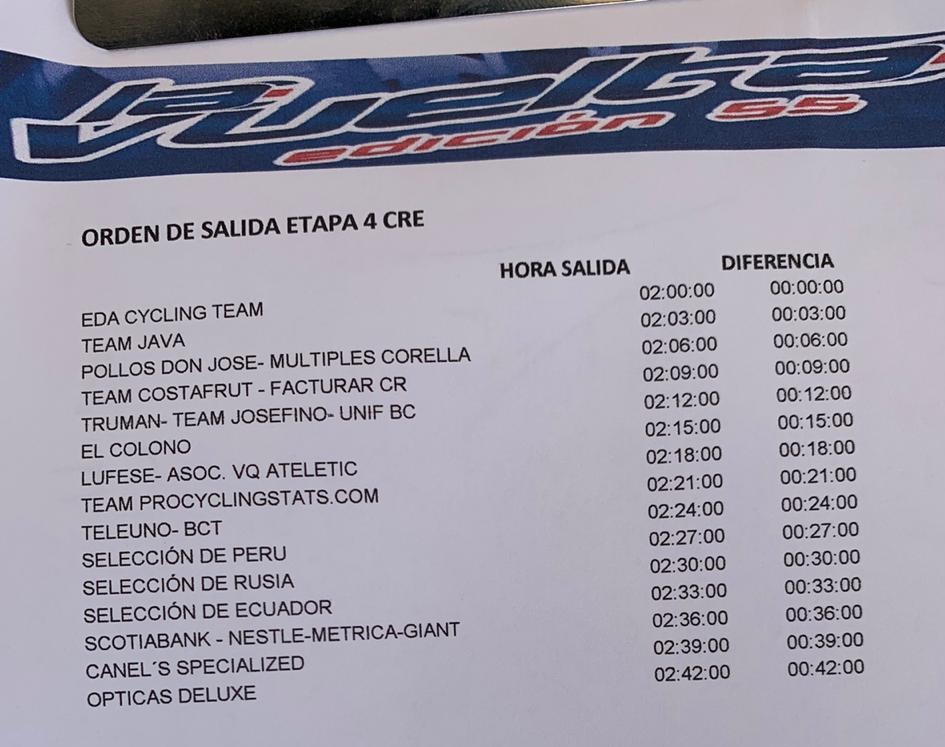 la vuelta
edición 55
ORDEN DE SALIDA ETAPA 4 CRE
HORA SALIDA DIFERENCIA
EDA CYCLING TEAM 02:00:00 00:00:00
TEAM JAVA 02:03:00 00:03:00
POLLOS DON JOSE- MULTIPLES CORELLA 02:06:00 00:06:00
TEAM COSTAFRUT - FACTURAR CR 02:09:00 00:09:00
TRUMAN- TEAM JOSEFINO- UNIF BC 02:12:00 00:12:00
EL COLONO 02:15:00 00:15:00
LUFESE- ASOC. VQ ATELETIC 02:18:00 00:18:00
TEAM PROCYCLINGSTATS.COM 02:21:00 00:21:00
TELEUNO- BCT 02:24:00 00:24:00
SELECCIÓN DE PERU 02:27:00 00:27:00
SELECCIÓN DE RUSIA 02:30:00 00:30:00
SELECCIÓN DE ECUADOR 02:33:00 00:33:00
SCOTIABANK - NESTLE-METRICA-GIANT 02:36:00 00:36:00
CANEL´S SPECIALIZED 02:39:00 00:39:00
OPTICAS DELUXE 02:42:00 00:42:00